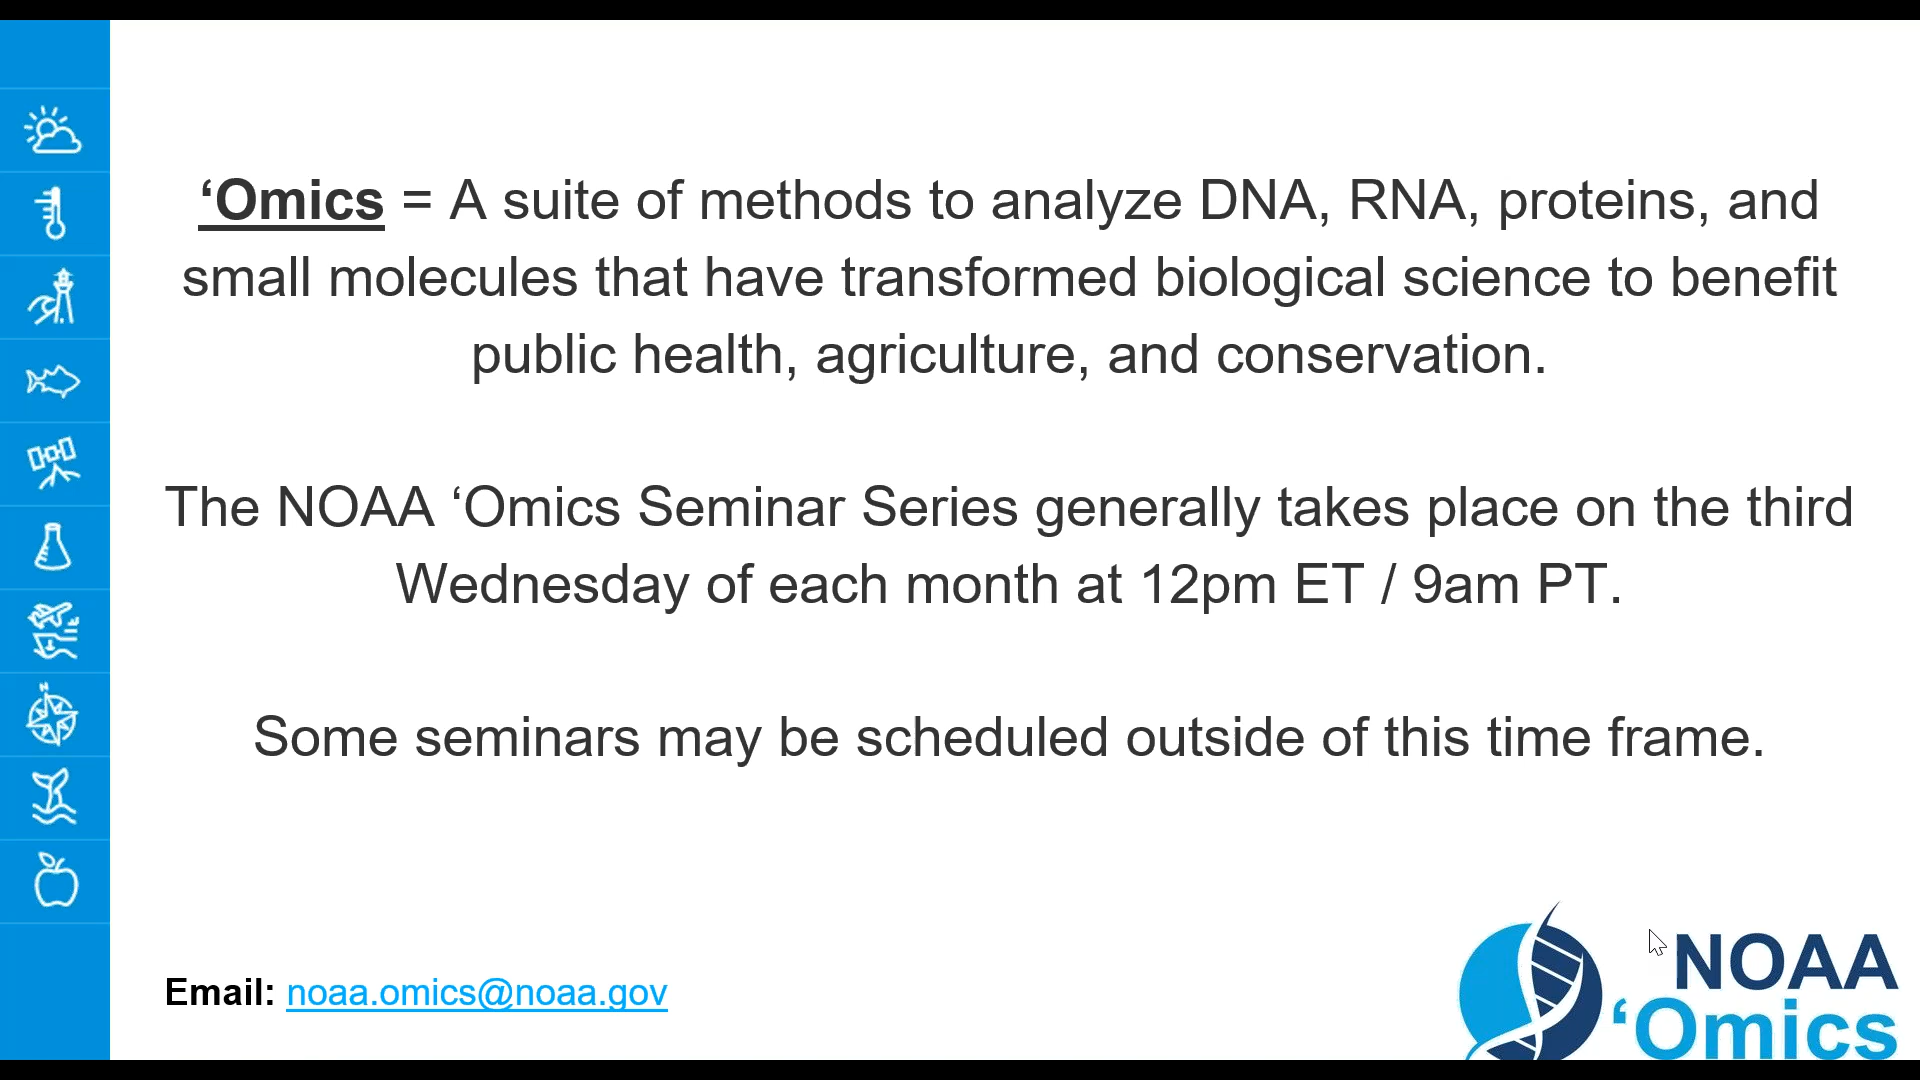 ‘Omics = A suite of methods to analyze DNA, RNA, proteins, and
small molecules that have transformed biological science to benefit
public health, agriculture, and conservation.
The NOAA ‘Omics Seminar Series generally takes place on the third
Wednesday of each month at 12pm ET / 9am PT.
Some seminars may be scheduled outside of this time frame.
Email: noaa.omics@noaa.gov
NOAA
‘Omics